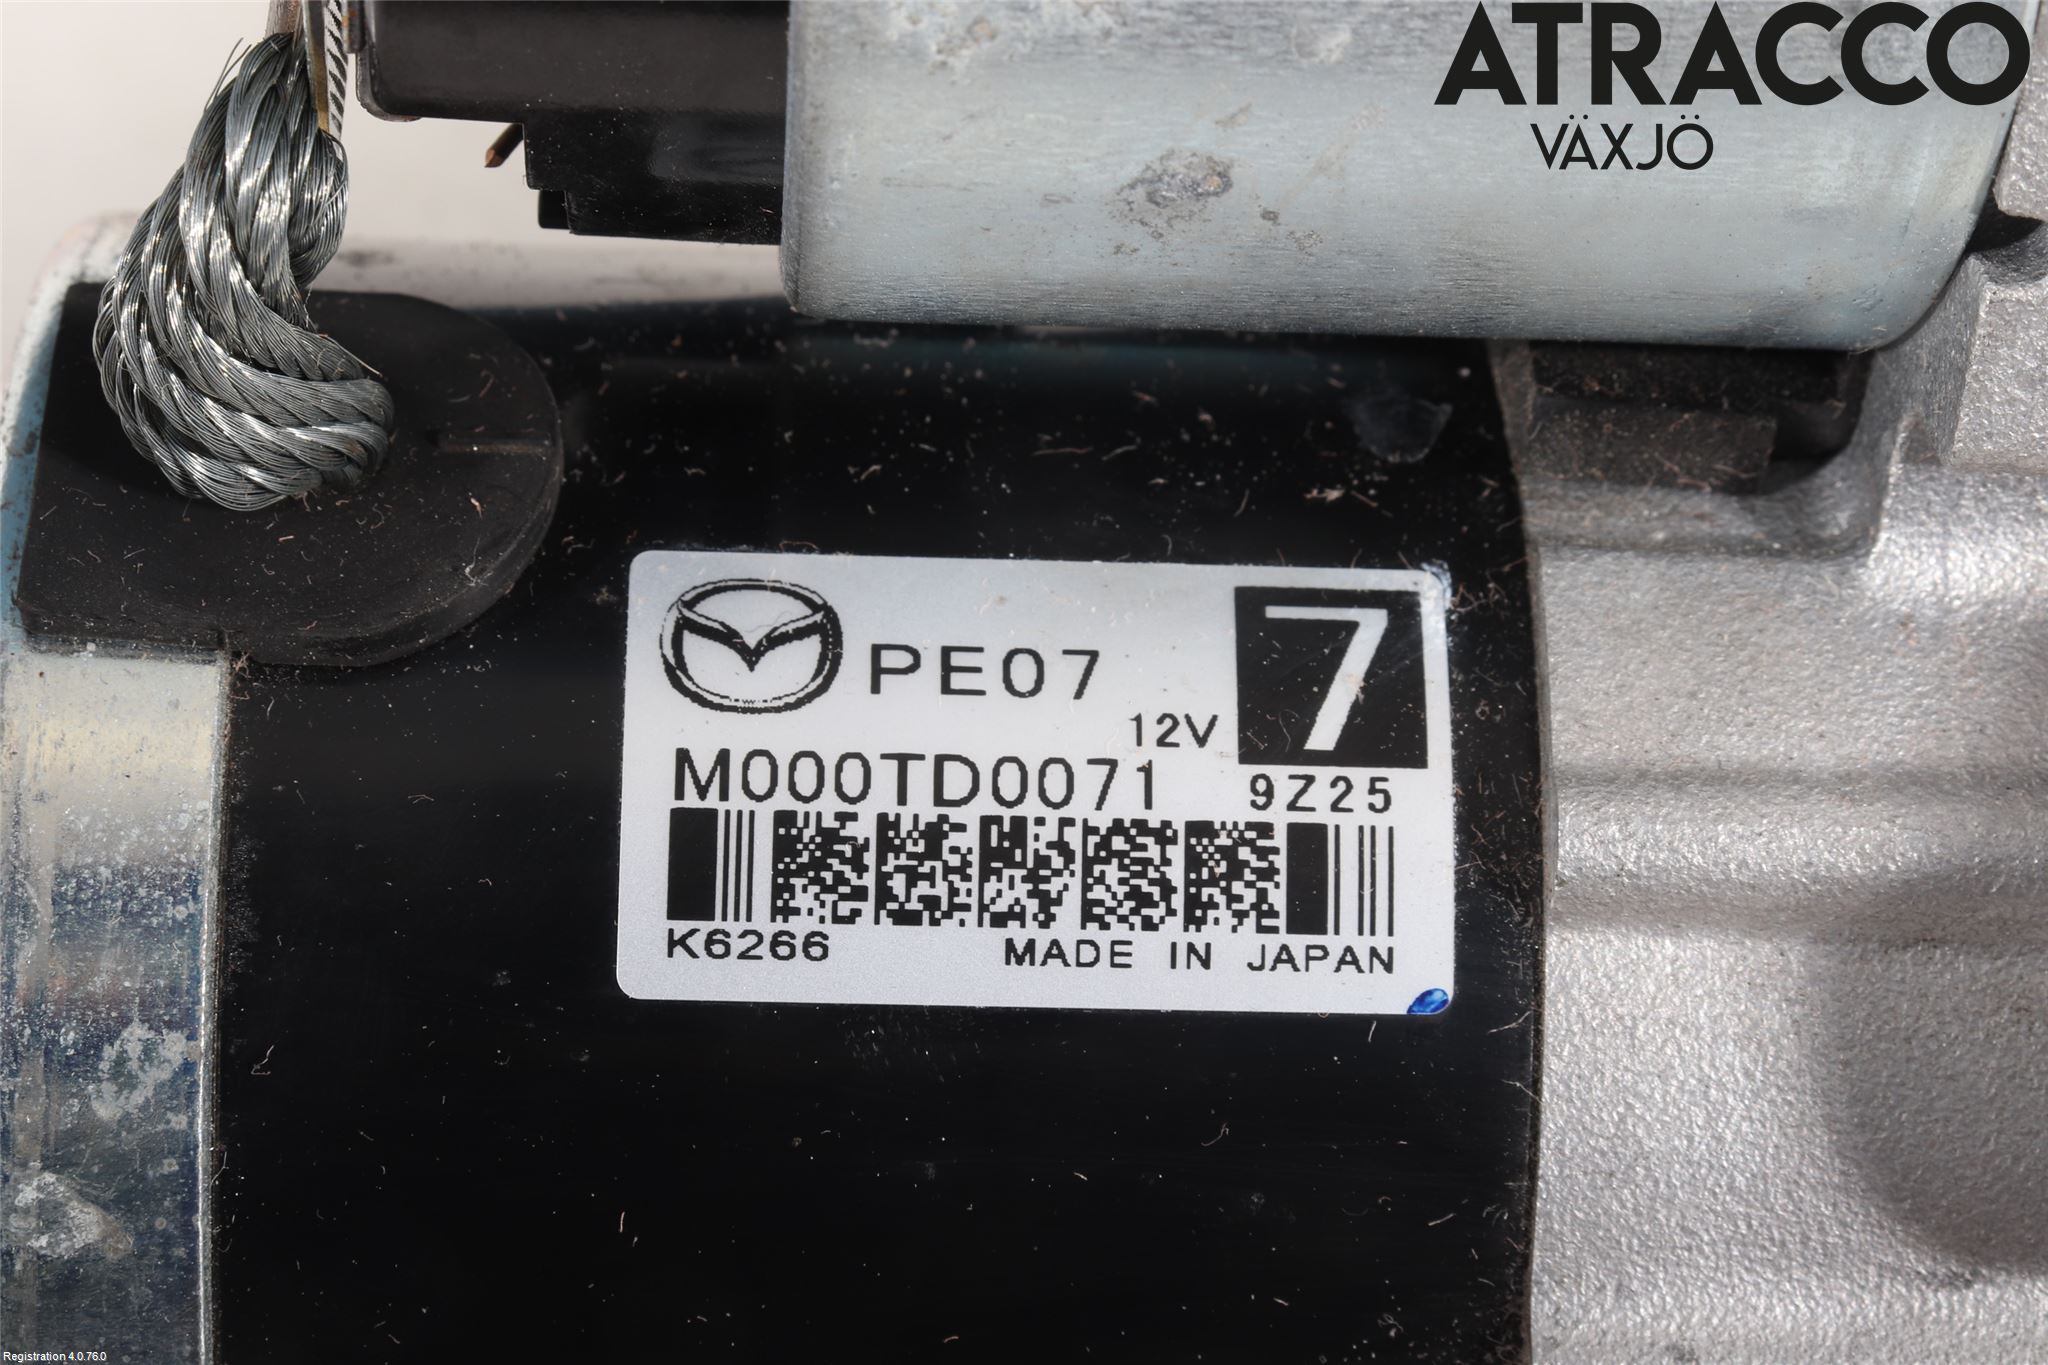 ATRACCO
VÄXJÖ
PE07
7
12V
M000TD0071
9Z25
K6266
MADE IN JAPAN
Registration 4.0.76.0